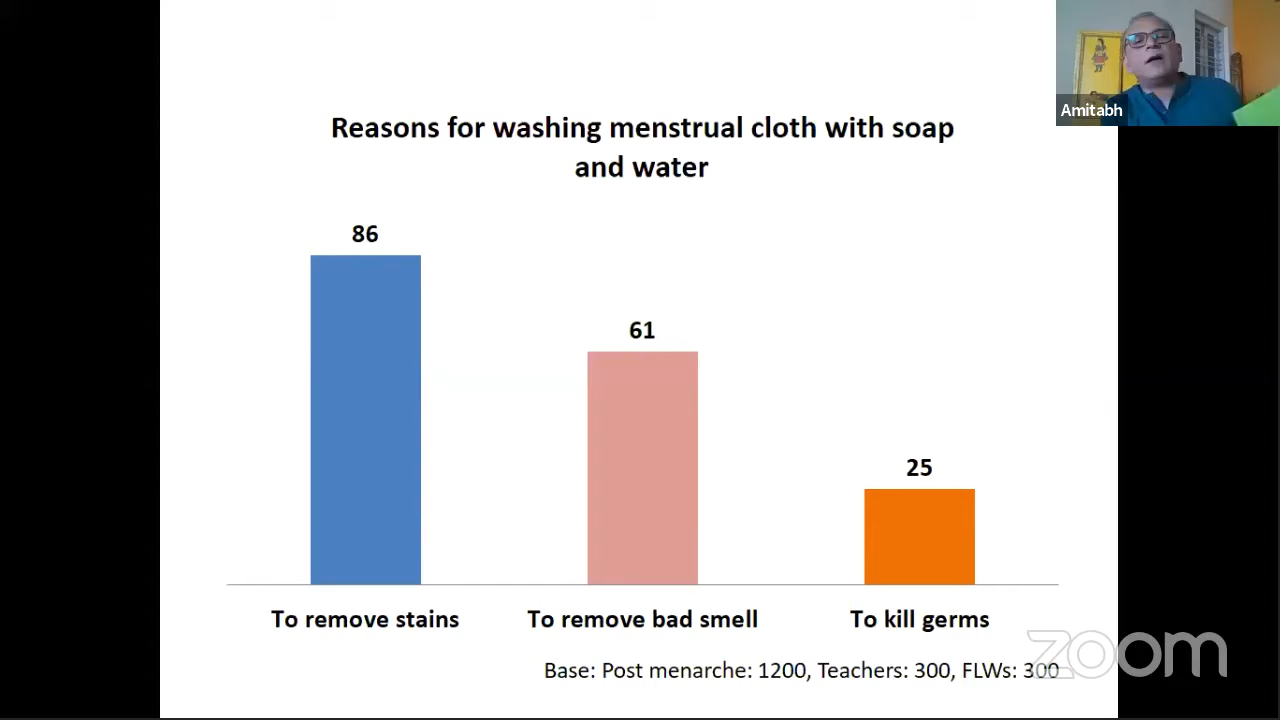 Amitabh
Reasons for washing menstrual cloth with soap
and water
86
61
25
To remove stains
To remove bad smell
To kill germs
Base: Post menarche: 1200, Teachers: 300, FLWs: 300
zoom